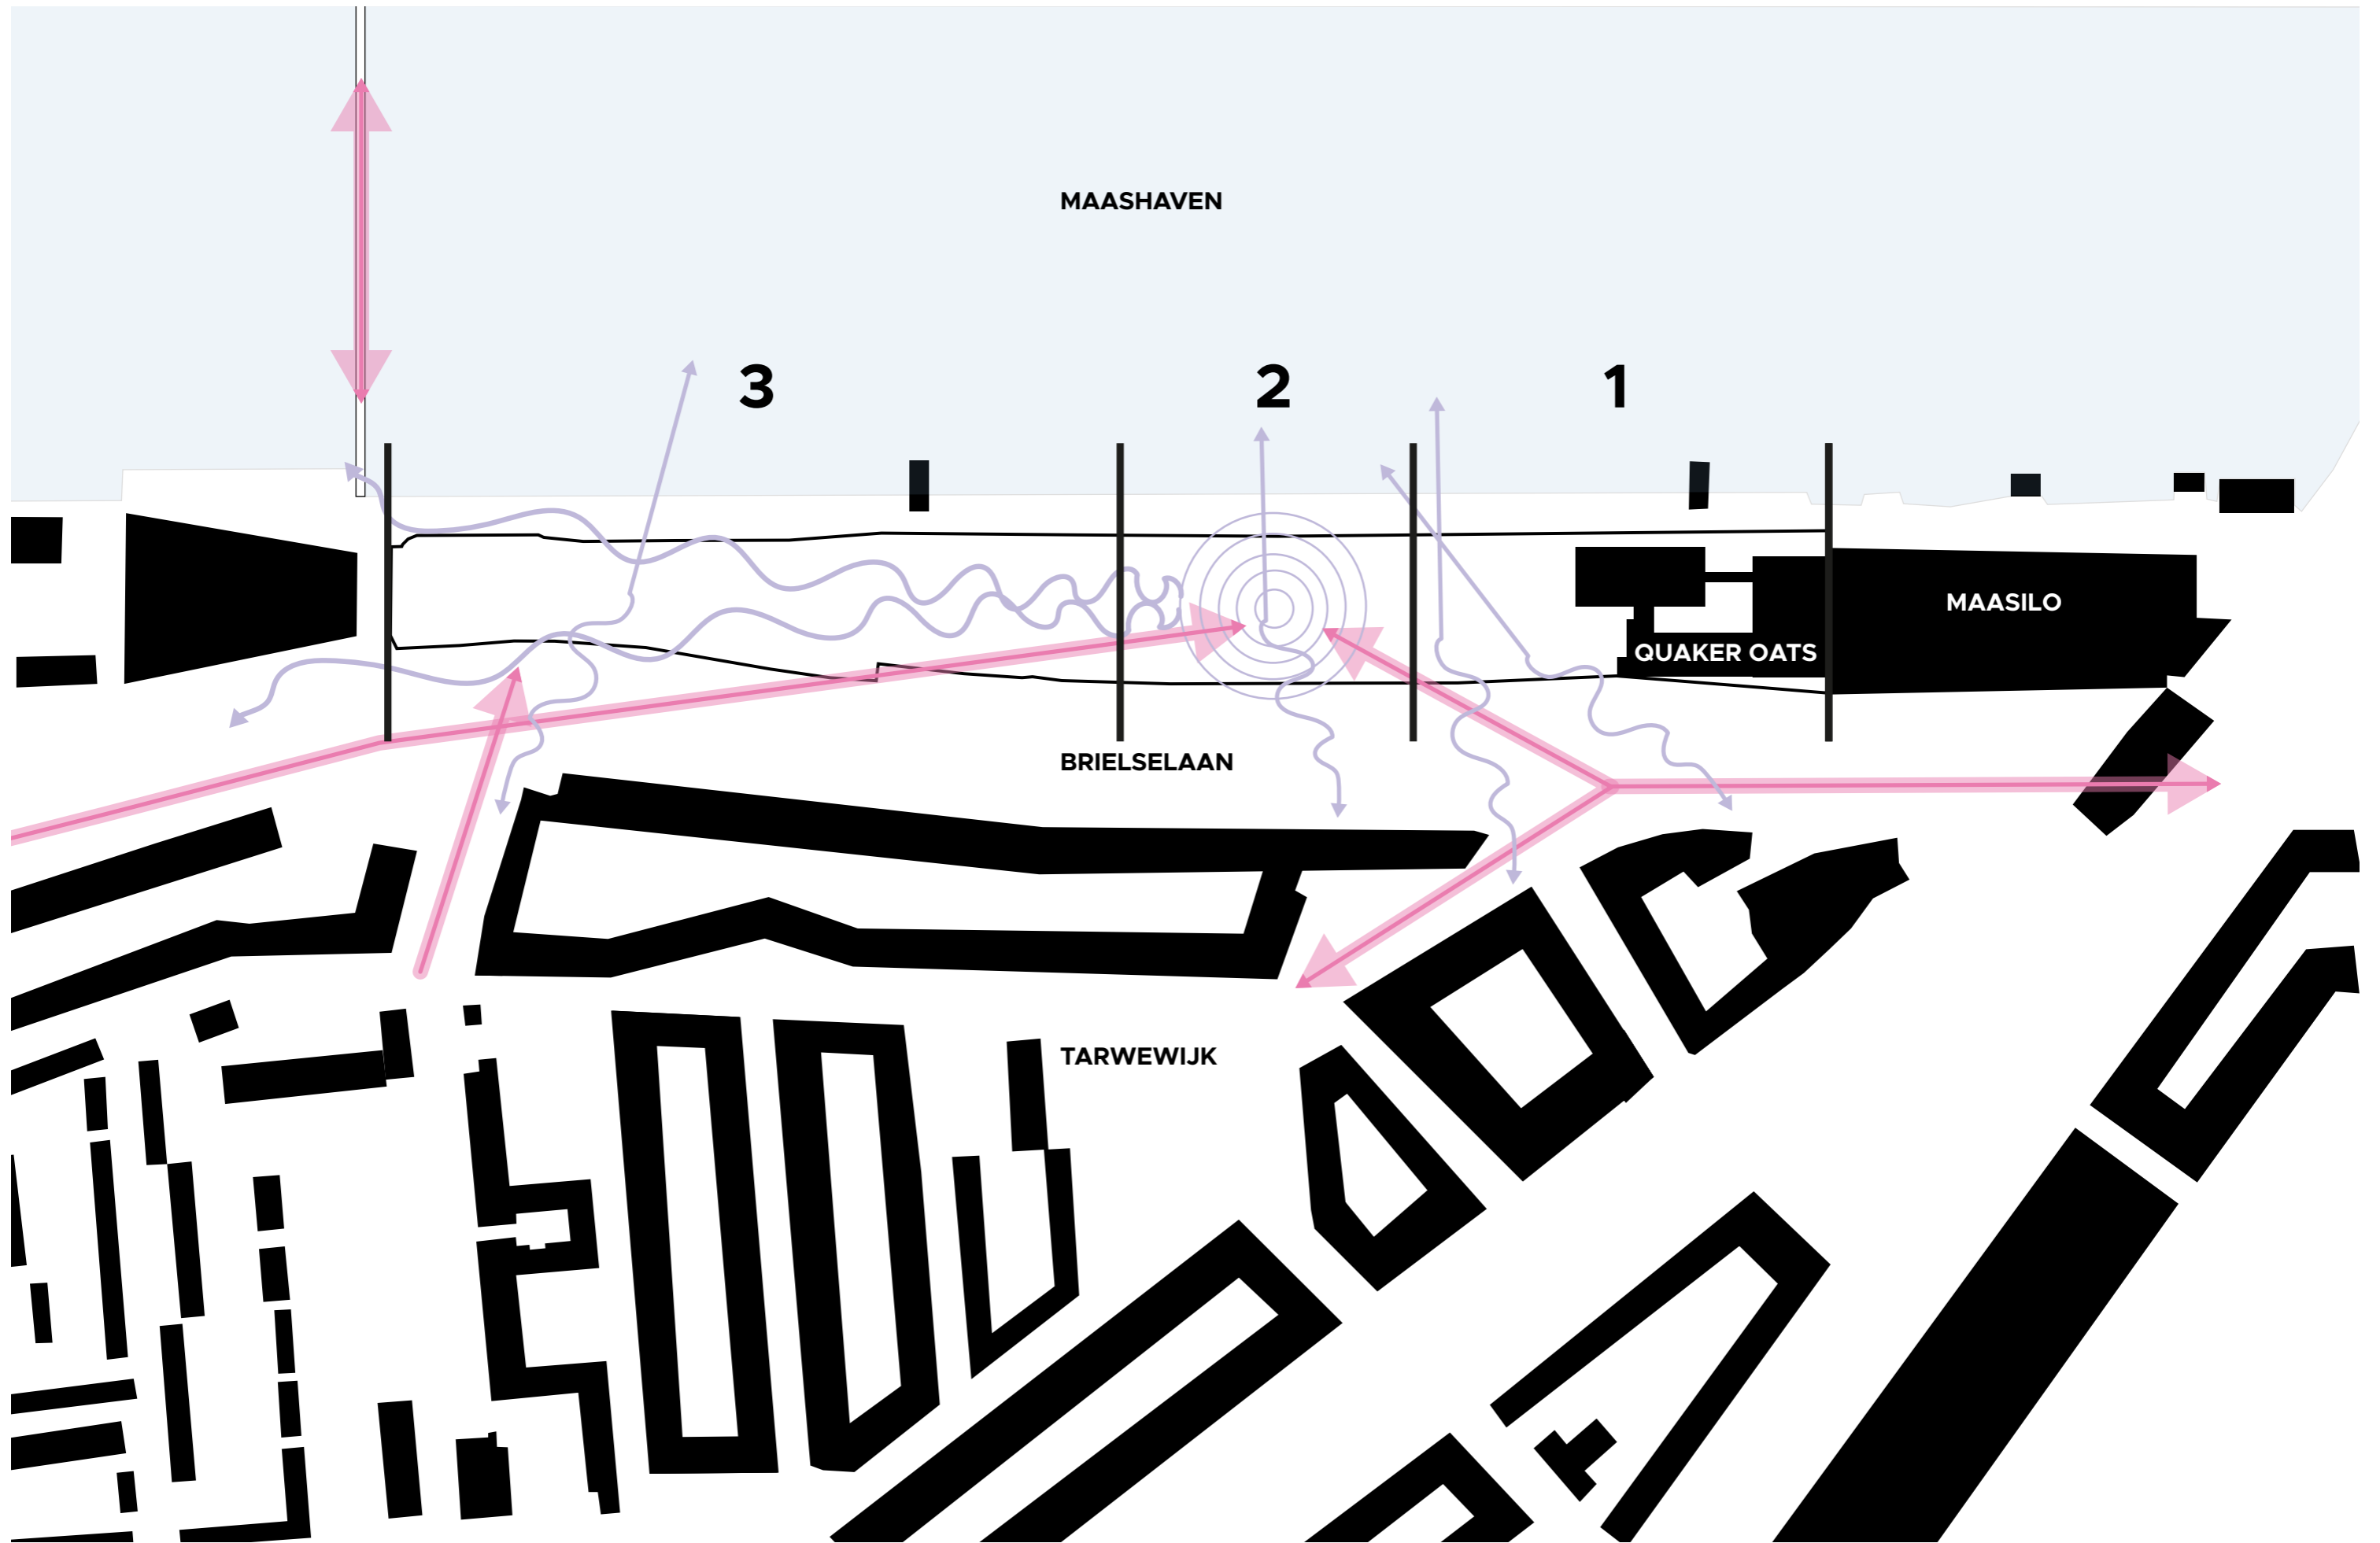 MAASHAVEN
3
2
1
MAASILO
QUAKER OATS
BRIELSELAAN
TARWEWIJK